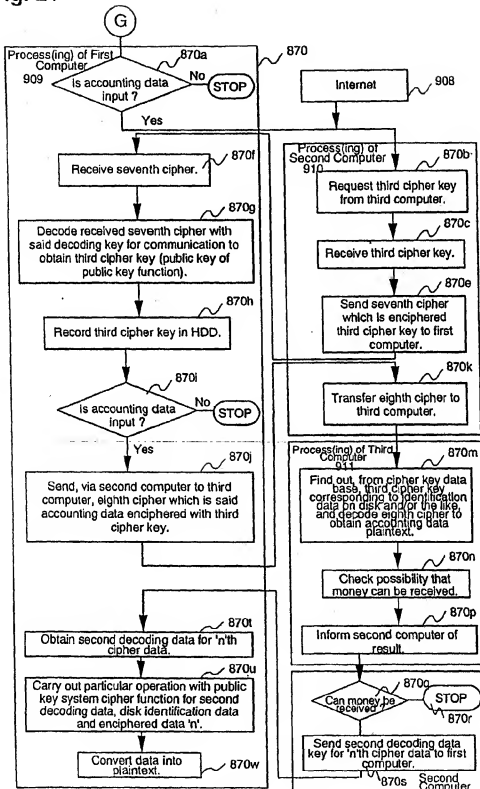 G
Process(ing) of First
Computer
909
870a
870
Is accounting data
input ?
No
STOP
Yes
Internet
908
Receive seventh cipher.
870f
Process(ing) of
Second Computer
910
870b
Request third cipher key
from third computer.
870g
Decode received seventh cipher with
said decoding key for communication to
obtain third cipher key (public key of
public key function).
870c
Receive third cipher key.
870e
Send seventh cipher
which is enciphered
third cipher key to first
computer.
870h
Record third cipher key in HDD.
870i
Is accounting data
input ?
No
STOP
Yes
870k
Transfer eighth cipher to
third computer.
870j
Send, via second computer to third
computer, eighth cipher which is said
accounting data enciphered with third
cipher key.
Process(ing) of Third
Computer
911
870m
Find out, from cipher key data
base, third cipher key
corresponding to identification
data on disk and/or the like,
and decode eighth cipher to
obtain accounting data
plaintext.
870n
Check possibility that
money can be received.
870p
Inform second computer of
result.
870t
Obtain second decoding data for 'n'th
cipher data.
870u
Carry out particular operation with public
key system cipher function for second
decoding data, disk identification data
and enciphered data 'n'.
Convert data into
plaintext.
870w
870q
Can money be
received ?
STOP
870r
Send second decoding data
key for 'n'th cipher data to first
computer.
870s
Second
Computer